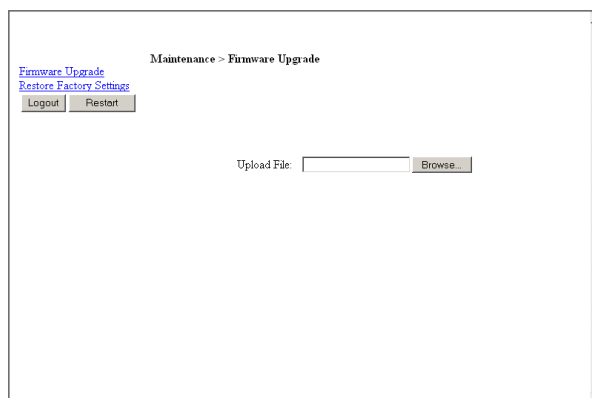 Maintenance > Firmware Upgrade
Firmware Upgrade
Restore Factory Settings
Logout Restart
Upload File: Browse...